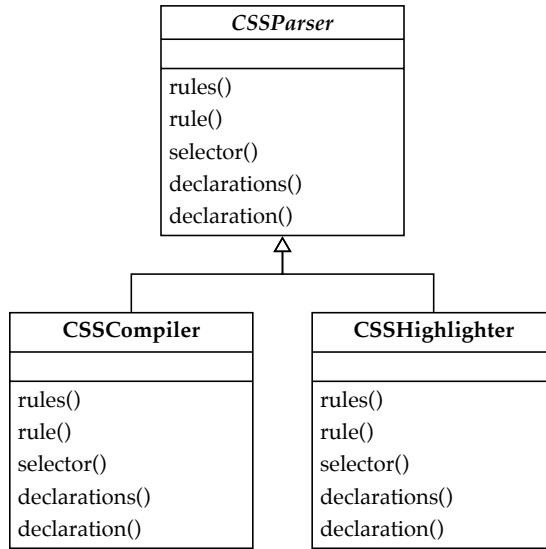 CSSParser
rules()
rule()
selector()
declarations()
declaration()
CSSCompiler
rules()
rule()
selector()
declarations()
declaration()
CSSHighlighter
rules()
rule()
selector()
declarations()
declaration()